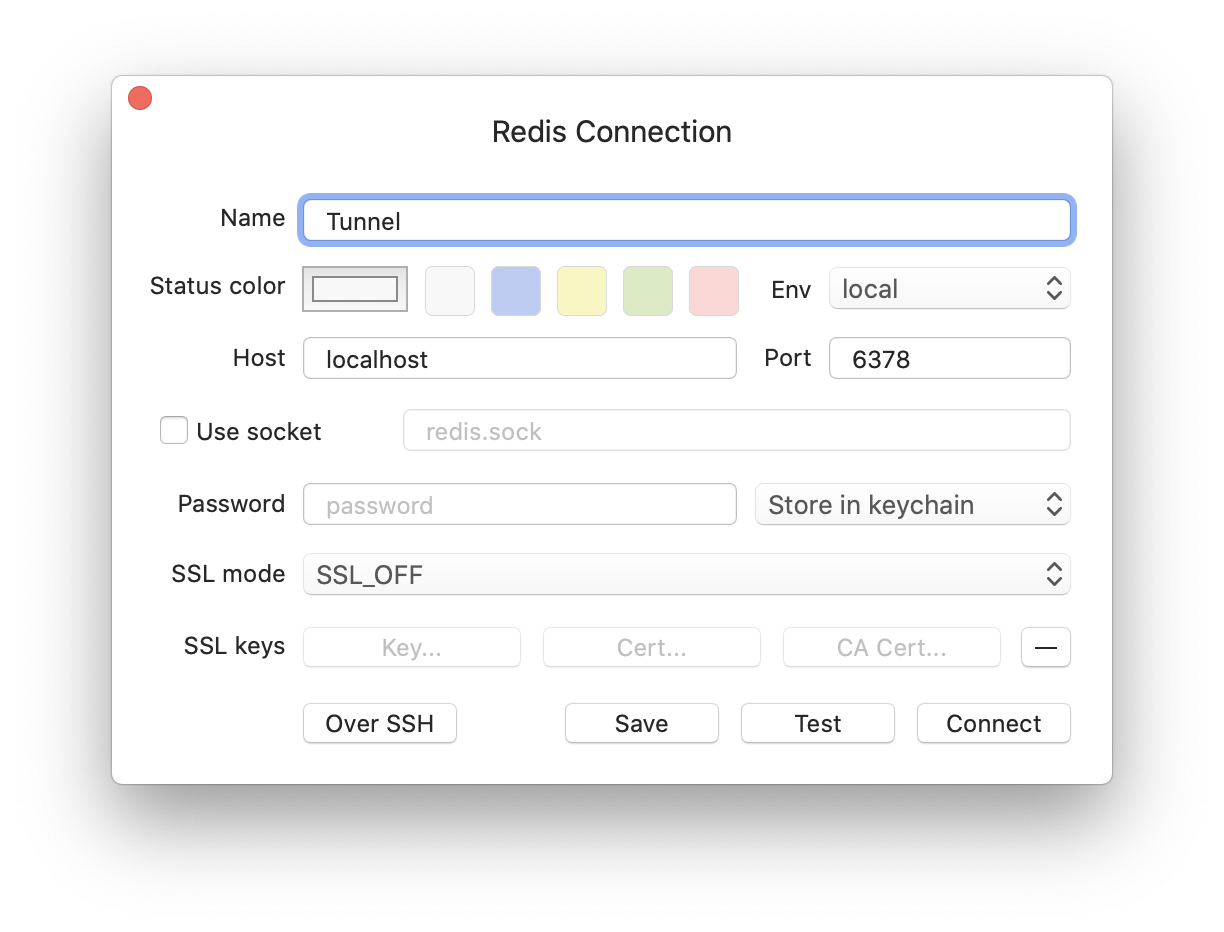 Redis Connection
Name Tunnel
Status color Env local
Host localhost Port 6378
Use socket redis.sock
Password password Store in keychain
SSL mode SSL_OFF
SSL keys Key... Cert... CA Cert...
Over SSH Save Test Connect